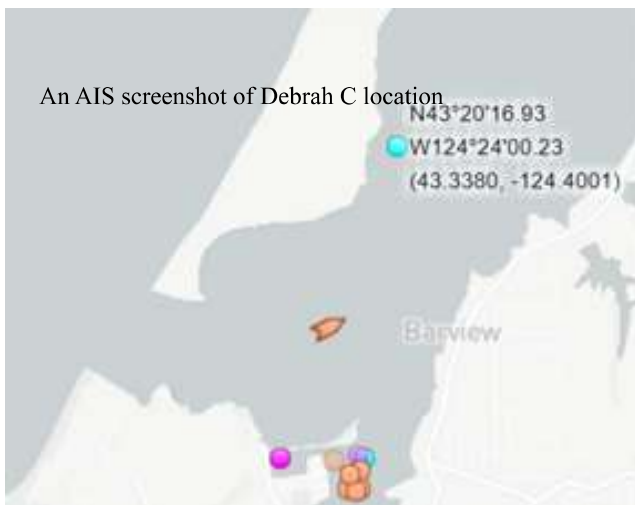 An AIS screenshot of Debrah C location
N43°20'16.93
W124°24'00.23
(43.3380, -124.4001)
Barview